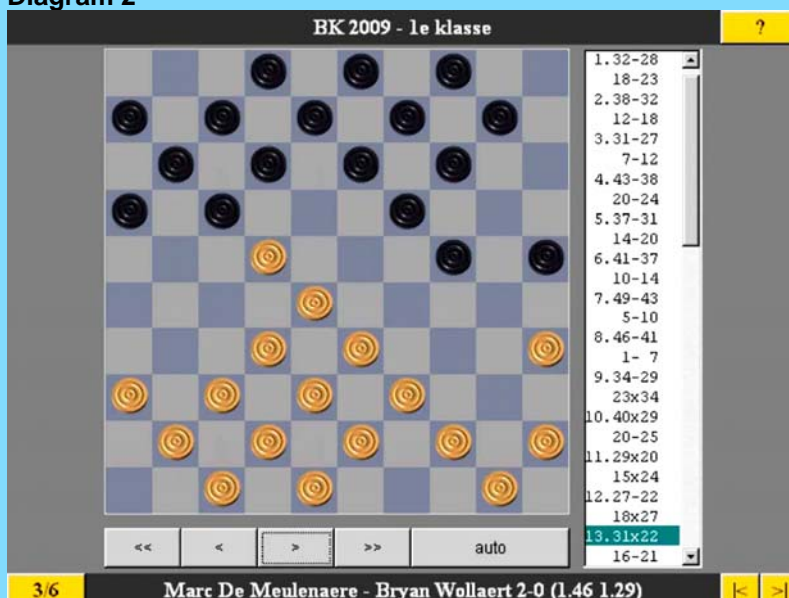 Diagram 2
BK 2009 - 1e klasse
?
1.32-28
18-23
2.38-32
12-18
3.31-27
7-12
4.43-38
20-24
5.37-31
14-20
6.41-37
10-14
7.49-43
5-10
8.46-41
1- 7
9.34-29
23x34
10.40x29
20-25
11.29x20
15x24
12.27-22
18x27
13.31x22
16-21
<< < > >> auto
3/6 Marc De Meulenaere - Bryan Wollaert 2-0 (1.46 1.29) |< >|